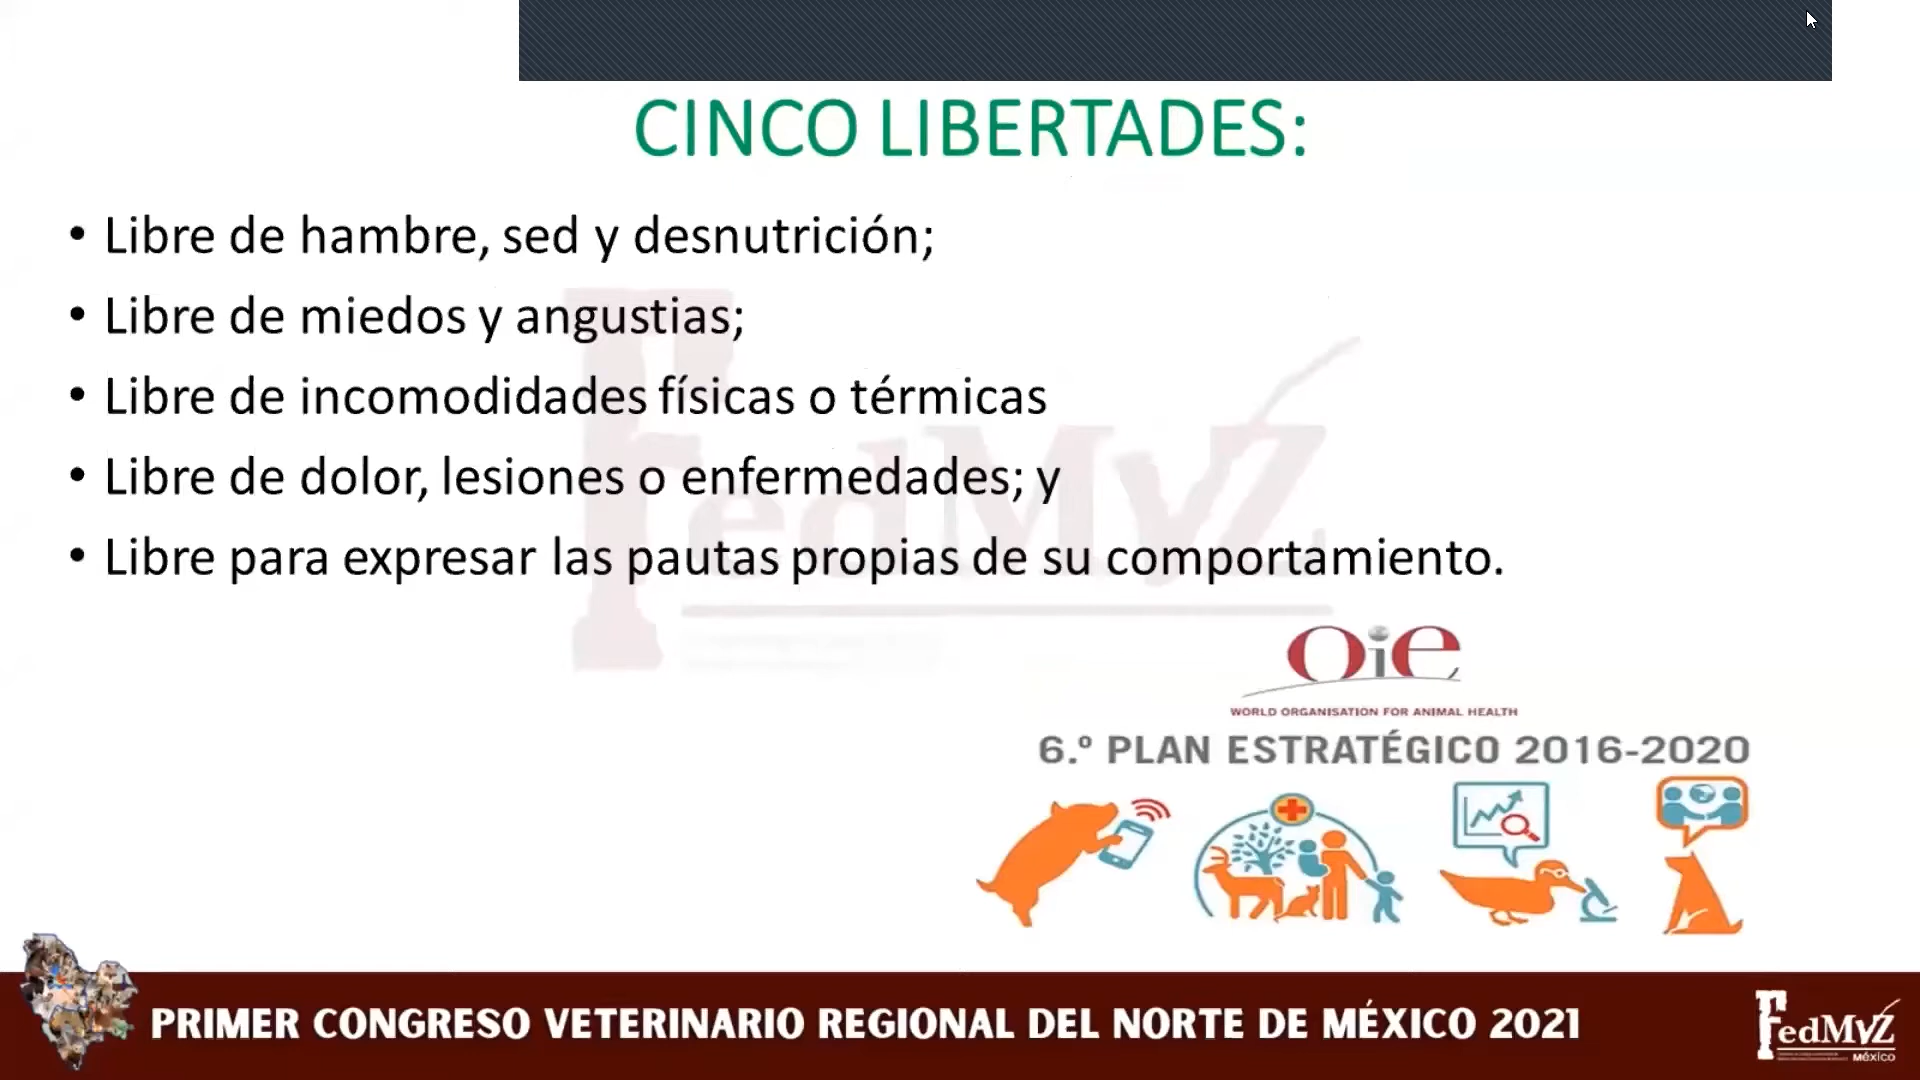 CINCO LIBERTADES:
• Libre de hambre, sed y desnutrición;
• Libre de miedos y angustias;
• Libre de incomodidades físicas o térmicas
• Libre de dolor, lesiones o enfermedades; y
• Libre para expresar las pautas propias de su comportamiento.
FedMVZ
Oie
WORLD ORGANISATION FOR ANIMAL HEALTH
6.º PLAN ESTRATÉGICO 2016-2020
PRIMER CONGRESO VETERINARIO REGIONAL DEL NORTE DE MÉXICO 2021
FedMVZ
México